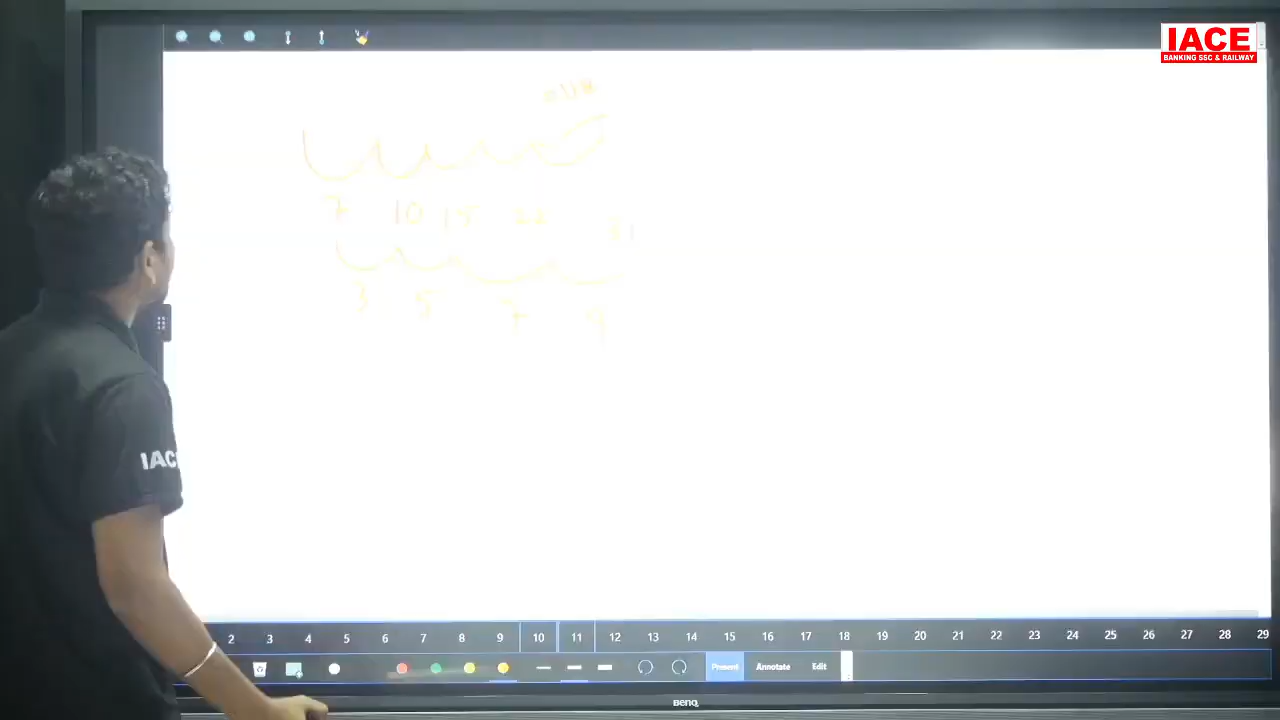 IACE
BANKING SSC & RAILWAY
7 10 15 22
3 5 7 9
IACE
2 3 4 5 6 7 8 9 10 11 12 13 14 15 16 17 18 19 20 21 22 23 24 25 26 27 28 29
Present Annotate Edit
BenQ